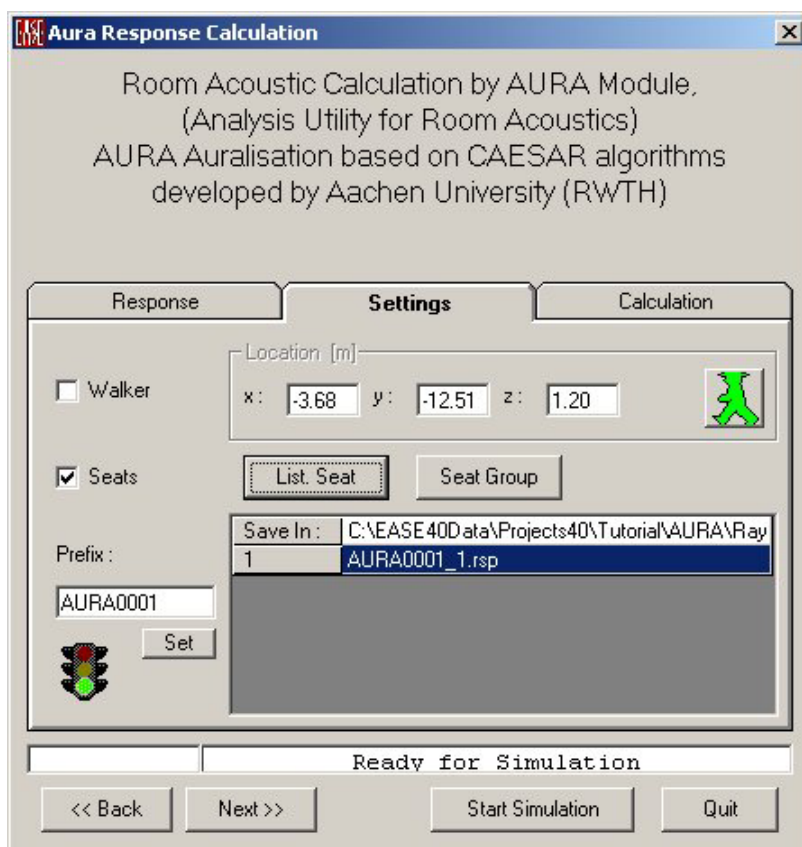 EASE Aura Response Calculation
Room Acoustic Calculation by AURA Module,
(Analysis Utility for Room Acoustics)
AURA Auralisation based on CAESAR algorithms
developed by Aachen University (RWTH)
Response Settings Calculation
Location [m]
Walker x: -3.68 y: -12.51 z: 1.20
Seats List. Seat Seat Group
Save In: C:\EASE40Data\Projects40\Tutorial\AURA\Ray
Prefix: 1 AURA0001_1.rsp
AURA0001
Set
Ready for Simulation
<< Back Next >> Start Simulation Quit